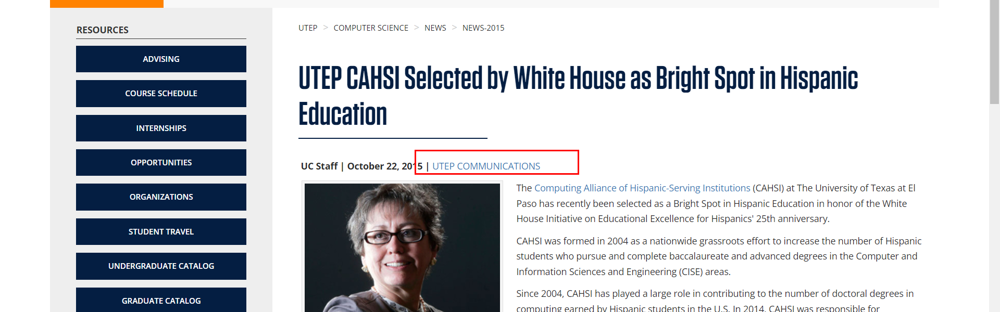 RESOURCES
ADVISING
COURSE SCHEDULE
INTERNSHIPS
OPPORTUNITIES
ORGANIZATIONS
STUDENT TRAVEL
UNDERGRADUATE CATALOG
GRADUATE CATALOG
UTEP > COMPUTER SCIENCE > NEWS > NEWS-2015
UTEP CAHSI Selected by White House as Bright Spot in Hispanic
Education
UC Staff | October 22, 2015 | UTEP COMMUNICATIONS
The Computing Alliance of Hispanic-Serving Institutions (CAHSI) at The University of Texas at El
Paso has recently been selected as a Bright Spot in Hispanic Education in honor of the White
House Initiative on Educational Excellence for Hispanics' 25th anniversary.
CAHSI was formed in 2004 as a nationwide grassroots effort to increase the number of Hispanic
students who pursue and complete baccalaureate and advanced degrees in the Computer and
Information Sciences and Engineering (CISE) areas.
Since 2004, CAHSI has played a large role in contributing to the number of doctoral degrees in
computing earned by Hispanic students in the U.S. In 2014, CAHSI was responsible for